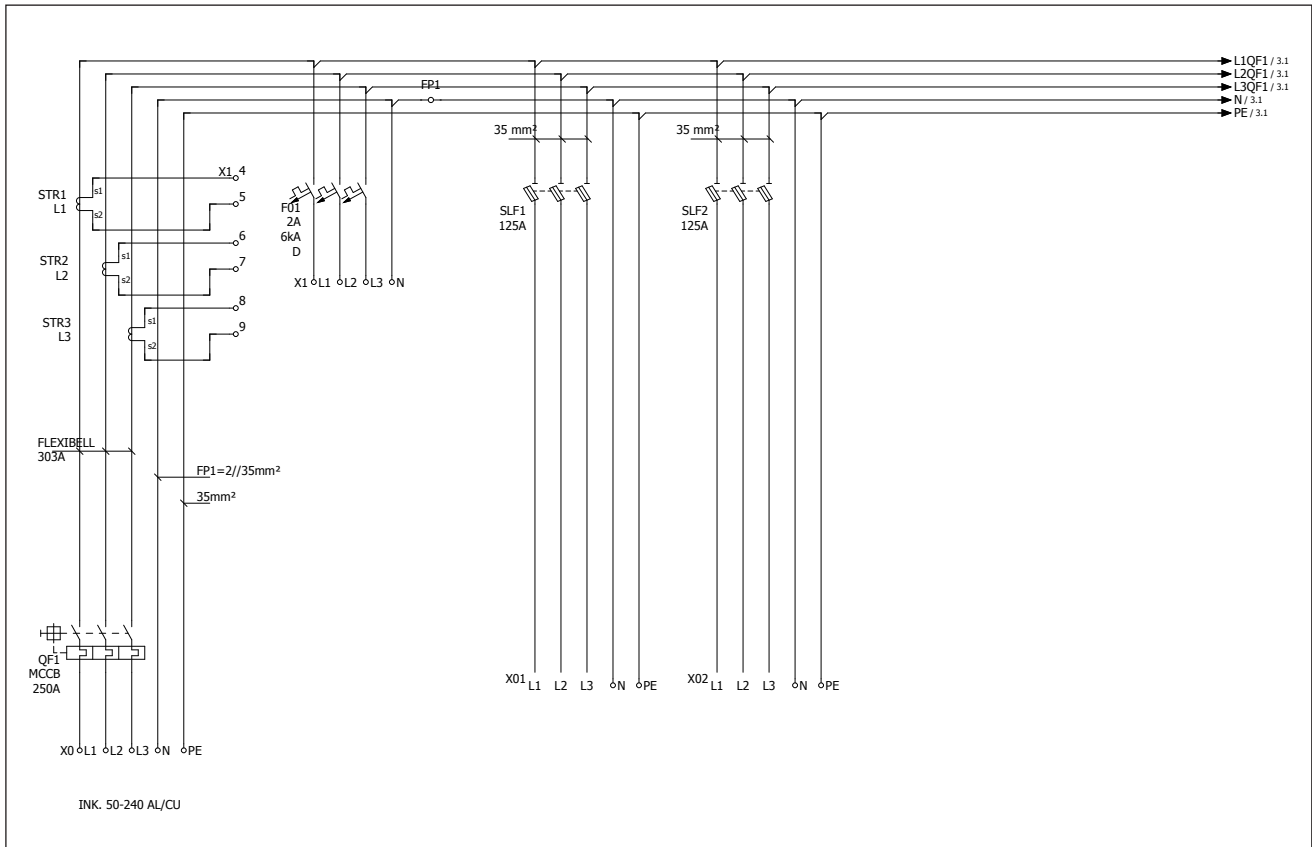 L1QF1 / 3.1
L2QF1 / 3.1
L3QF1 / 3.1
N / 3.1
PE / 3.1
FP1
35 mm²
35 mm²
STR1
L1
s1
s2
X1 4
5
STR2
L2
s1
s2
6
7
STR3
L3
s1
s2
8
9
F01
2A
6kA
D
X1 L1 L2 L3 N
SLF1
125A
SLF2
125A
FLEXIBELL
303A
FP1=2//35mm²
35mm²
QF1
MCCB
250A
X01 L1 L2 L3 N PE
X02 L1 L2 L3 N PE
X0 L1 L2 L3 N PE
INK. 50-240 AL/CU